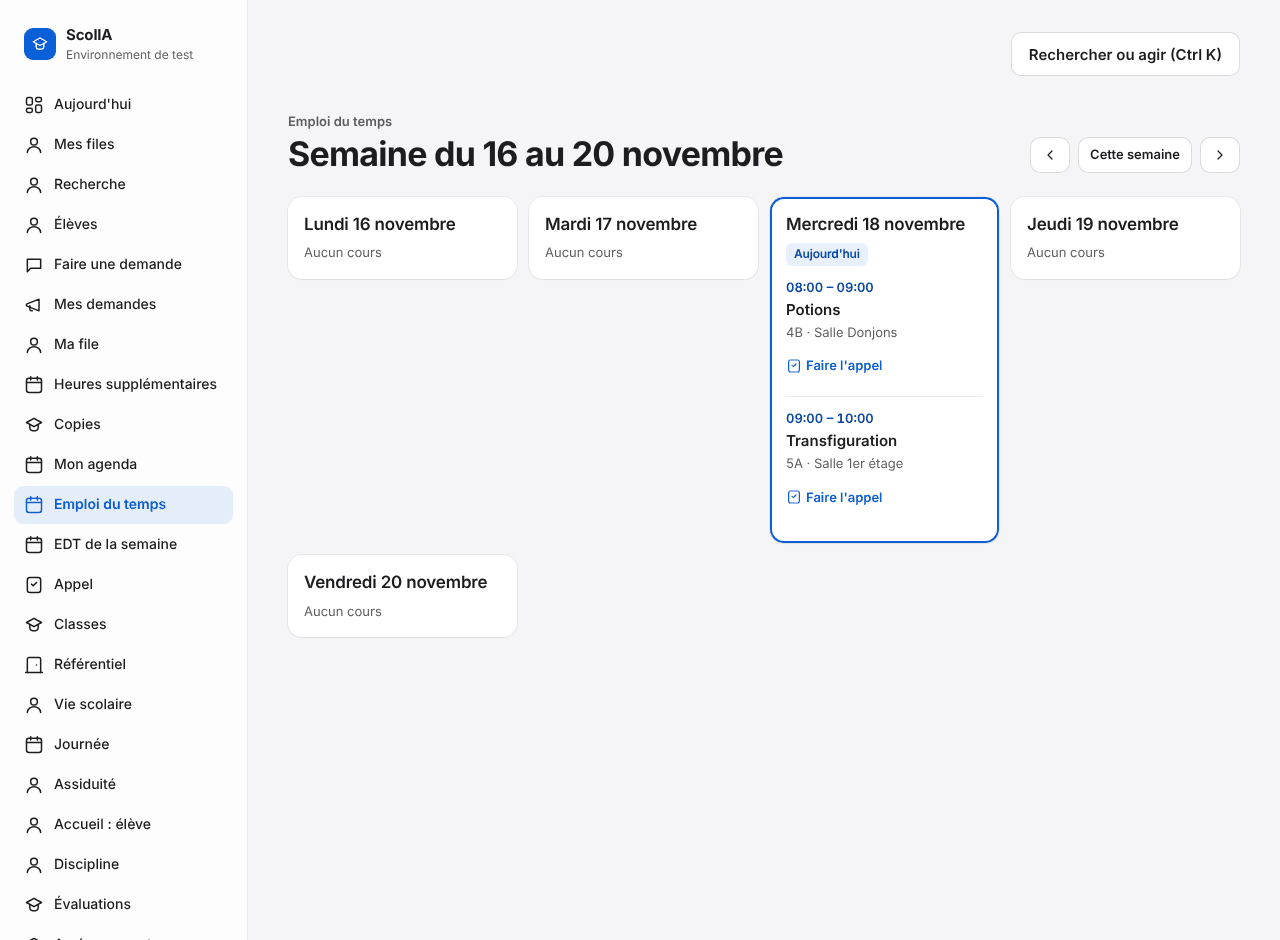 ScolIA
Environnement de test
Aujourd'hui
Mes files
Recherche
Élèves
Faire une demande
Mes demandes
Ma file
Heures supplémentaires
Copies
Mon agenda
Emploi du temps
EDT de la semaine
Appel
Classes
Référentiel
Vie scolaire
Journée
Assiduité
Accueil : élève
Discipline
Évaluations
Rechercher ou agir (Ctrl K)
Emploi du temps
Semaine du 16 au 20 novembre
Cette semaine
Lundi 16 novembre
Aucun cours
Mardi 17 novembre
Aucun cours
Mercredi 18 novembre
Aujourd'hui
08:00 – 09:00
Potions
4B · Salle Donjons
Faire l'appel
09:00 – 10:00
Transfiguration
5A · Salle 1er étage
Faire l'appel
Jeudi 19 novembre
Aucun cours
Vendredi 20 novembre
Aucun cours